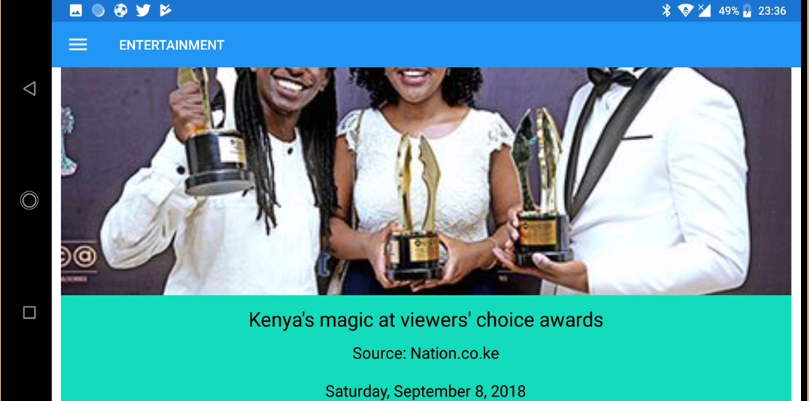 49% 23:36
ENTERTAINMENT
Kenya's magic at viewers' choice awards
Source: Nation.co.ke
Saturday, September 8, 2018